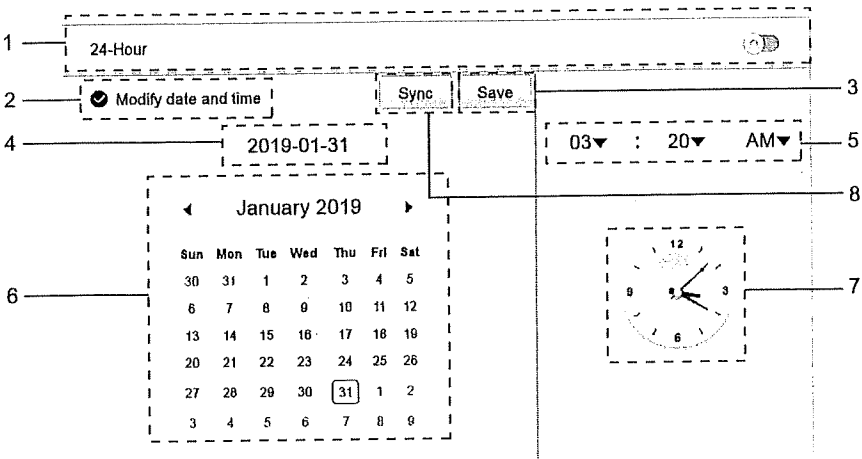 1
24-Hour
2
Modify date and time
Sync
Save
3
4
2019-01-31
03▾ : 20▾ AM▾
5
8
January 2019
Sun Mon Tue Wed Thu Fri Sat
30 31 1 2 3 4 5
6 7 8 9 10 11 12
13 14 15 16 17 18 19
20 21 22 23 24 25 26
27 28 29 30 31 1 2
3 4 5 6 7 8 9
6
12
9 3
6
7